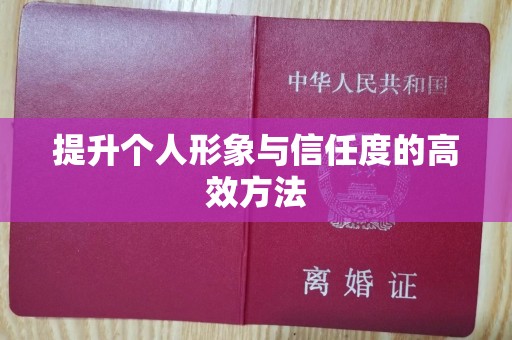 中华人民共和国
提升个人形象与信任度的高
效方法
离婚证